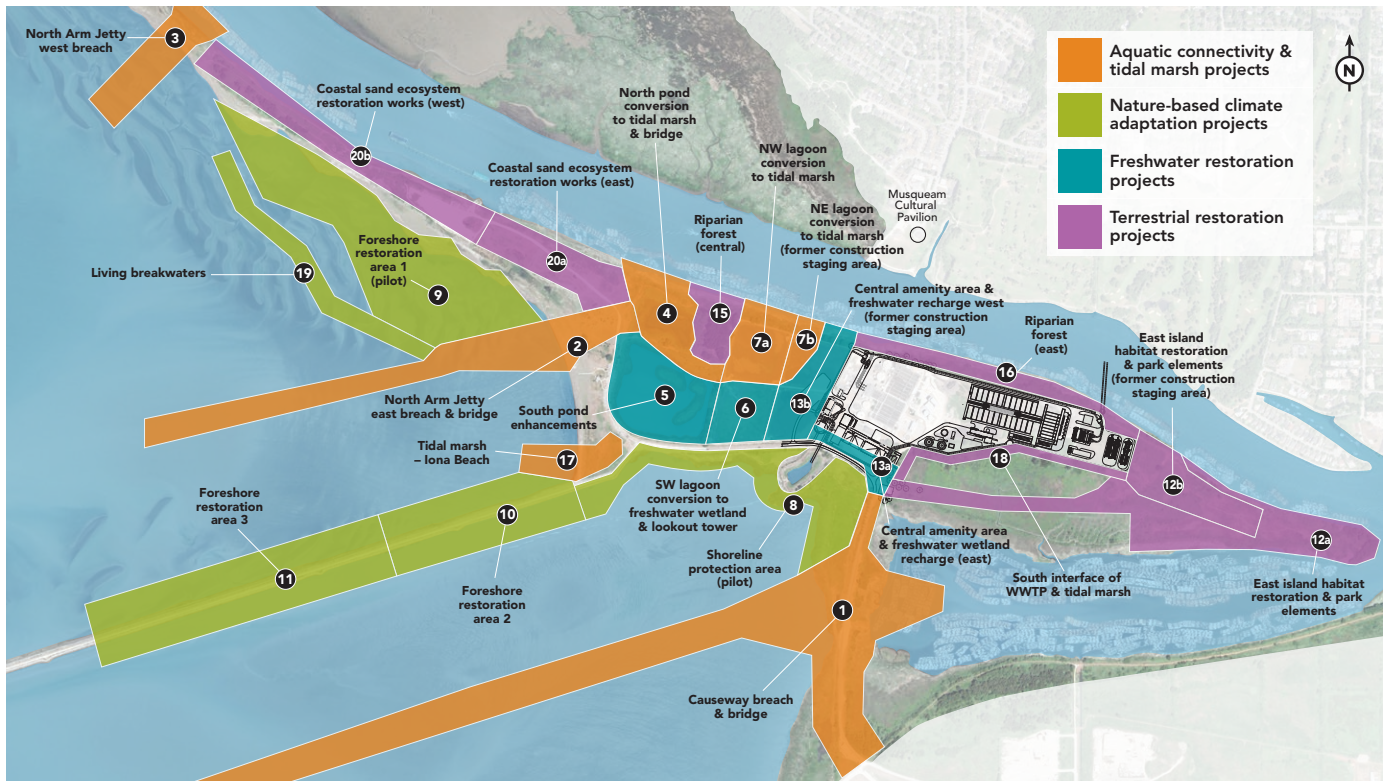 North Arm Jetty
west breach
3
Coastal sand ecosystem
restoration works (west)
20b
North pond
conversion
to tidal marsh
& bridge
NW lagoon
conversion
to tidal marsh
Aquatic connectivity &
tidal marsh projects
Nature-based climate
adaptation projects
Freshwater restoration
projects
Terrestrial restoration
projects
N
Coastal sand ecosystem
restoration works (east)
20a
Riparian
forest
(central)
NE lagoon
conversion
to tidal marsh
(former construction
staging area)
Musqueam
Cultural
Pavilion
Living breakwaters
19
Foreshore
restoration
area 1
(pilot)
9
4
15
7a
7b
Central amenity area &
freshwater recharge west
(former construction
staging area)
Riparian
forest
(east)
16
East island
habitat restoration
& park elements
(former construction
staging area)
2
North Arm Jetty
east breach & bridge
South pond
enhancements
5
6
13b
Tidal marsh
– Iona Beach
17
13a
18
12b
Foreshore
restoration
area 3
11
10
Foreshore
restoration
area 2
SW lagoon
conversion to
freshwater wetland
& lookout tower
8
Shoreline
protection area
(pilot)
Central amenity area
& freshwater wetland
recharge (east)
South interface of
WWTP & tidal marsh
12a
East island habitat
restoration & park
elements
1
Causeway breach
& bridge